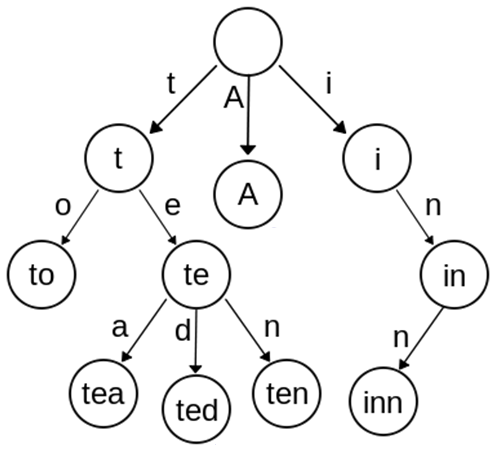 t A i
t A i
o e n
to te in
a d n n
tea ted ten inn